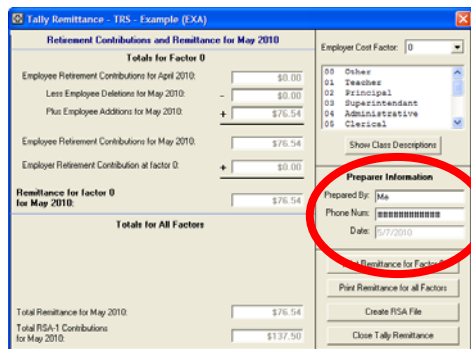 Tally Remittance - TRS - Example (EXA)
Retirement Contributions and Remittance for May 2010
Totals for Factor 0
Employee Retirement Contributions for April 2010: $0.00
Less Employee Deletions for May 2010: - $0.00
Plus Employee Additions for May 2010: + $76.54
Employee Retirement Contributions for May 2010: $76.54
Employer Retirement Contribution at factor 0: + $0.00
Remittance for factor 0
for May 2010: $76.54
Totals for All Factors
Total Remittance for May 2010: $76.54
Total RSA-1 Contributions
for May 2010: $137.50
Employer Cost Factor: 0
00 Other
01 Teacher
02 Principal
03 Superintendant
04 Administrative
05 Clerical
Show Class Descriptions
Preparer Information
Prepared By: Me
Phone Num: ############
Date: 5/7/2010
Print Remittance for Factor 0
Print Remittance for all Factors
Create RSA File
Close Tally Remittance